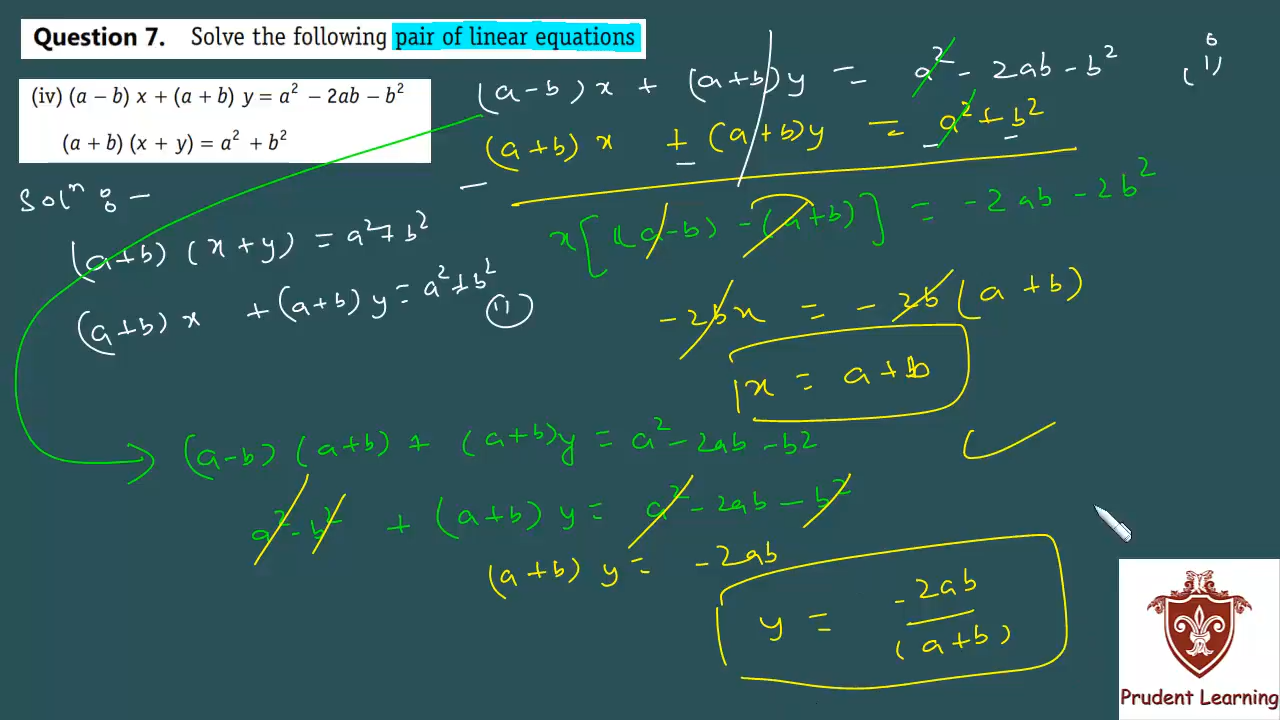 Question 7. Solve the following pair of linear equations
(iv) (a − b) x + (a + b) y = a² − 2ab − b²
(a + b) (x + y) = a² + b²
Solⁿ :-
(a+b) (x+y) = a²+b²
(a+b) x + (a+b) y = a²+b² (11)
(a-b) x + (a+b) y = a² - 2ab - b² (1)
(a+b) x + (a+b) y = a² + b²
- - - -
x[(a-b) - (a+b)] = -2ab - 2b²
-2bx = -2b(a+b)
x = a+b
(a-b) (a+b) + (a+b)y = a² - 2ab - b²
a² - b² + (a+b) y = a² - 2ab - b²
(a+b) y = -2ab
y = -2ab
(a+b)
Prudent Learning